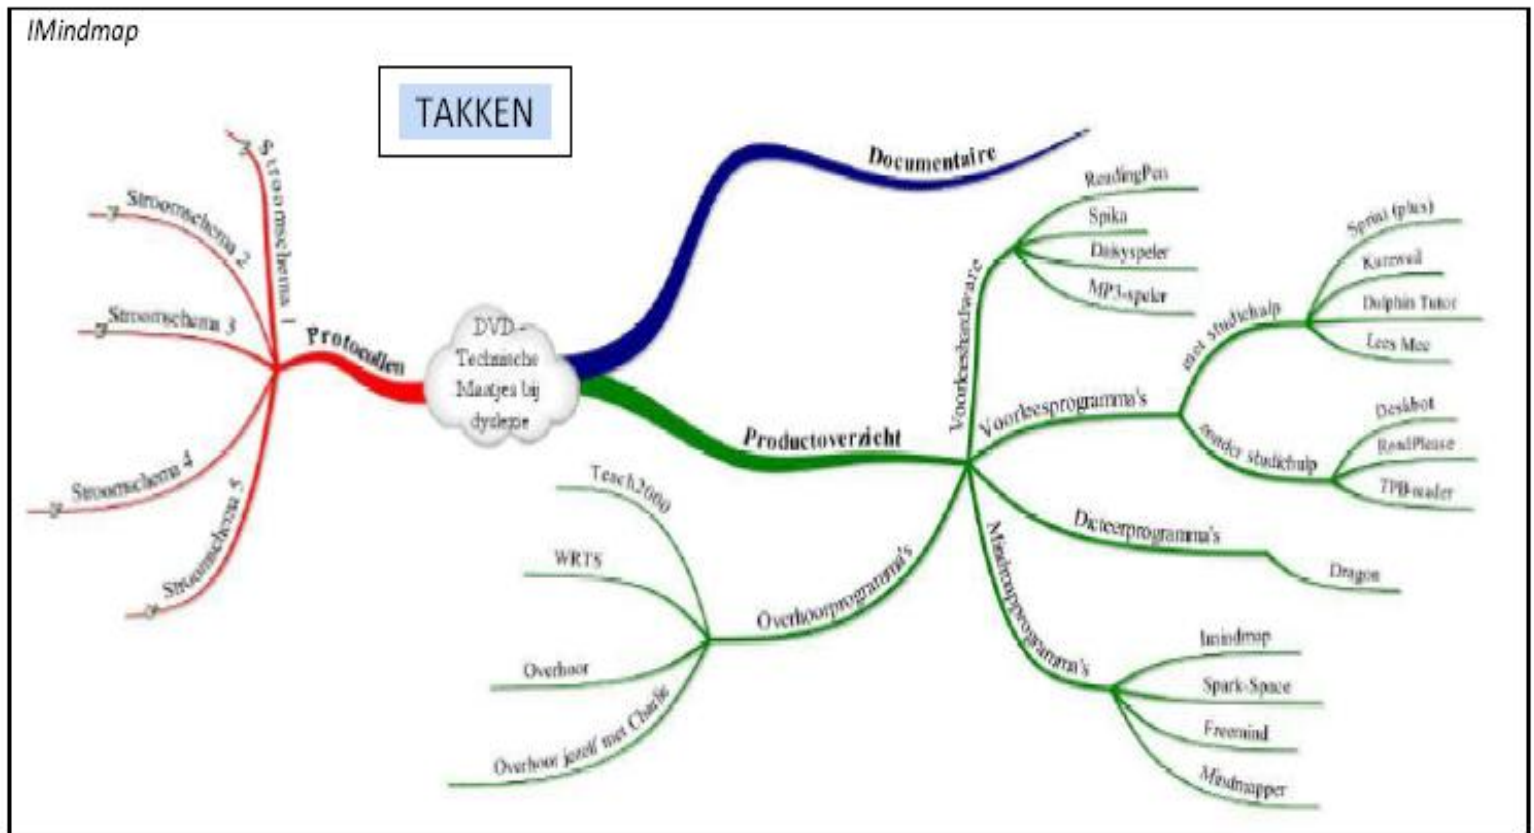 IMindmap
TAKKEN
DVD -
Technische
Maatjes bij
dyslexie
Documentaire
Protocollen
Stroomschema 1
Stroomschema 2
Stroomschema 3
Stroomschema 4
Stroomschema 5
Productoverzicht
Voorleeshardware
ReadingPen
Spika
Daisyspeler
MP3-speler
Voorleesprogramma's
met studiehulp
Sprint (plus)
Kurzweil
Dolphin Tutor
Lees Mee
zonder studiehulp
Deskbot
ReadPlease
TPB-reader
Dicteerprogramma's
Dragon
Mindmapprogramma's
Imindmap
Spark-Space
Freemind
Mindmapper
Overhoorprogramma's
Teach2000
WRTS
Overhoor
Overhoor jezelf met Charlie